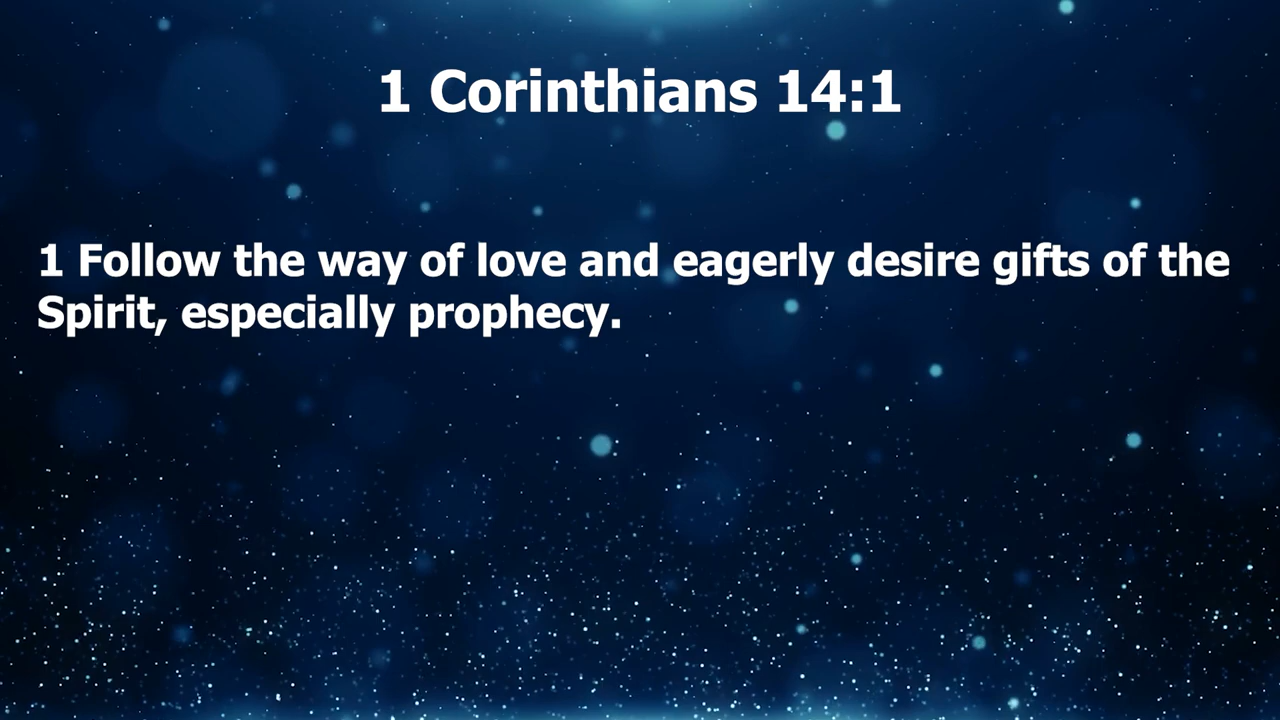 1 Corinthians 14:1
1 Follow the way of love and eagerly desire gifts of the
Spirit, especially prophecy.